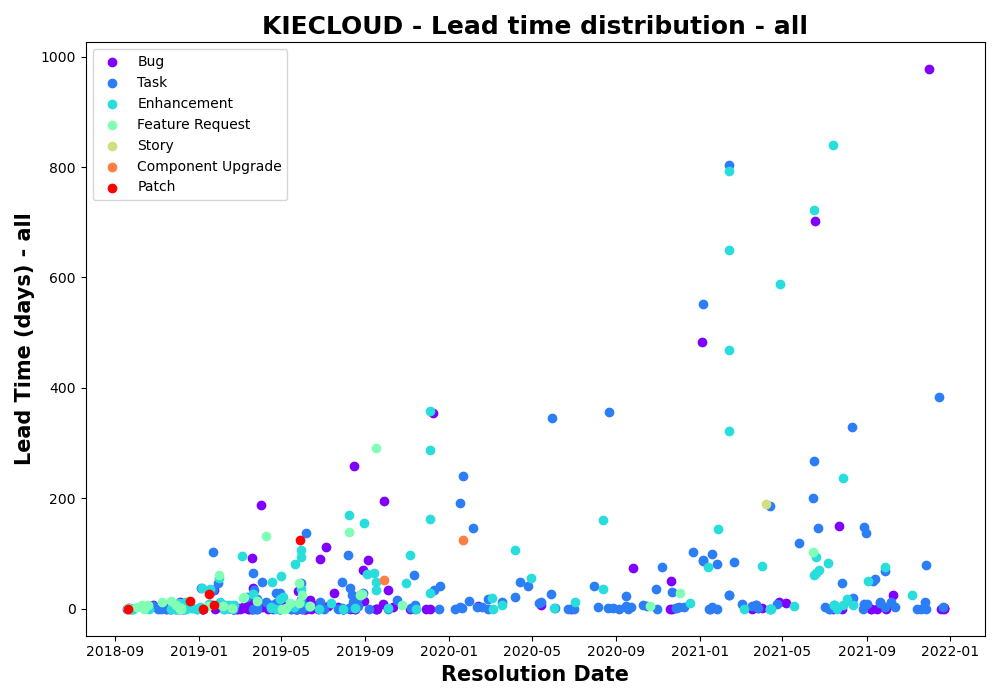 KIECLOUD - Lead time distribution - all
Bug
Task
Enhancement
Feature Request
Story
Component Upgrade
Patch
Lead Time (days) - all
1000
800
600
400
200
0
2018-09 2019-01 2019-05 2019-09 2020-01 2020-05 2020-09 2021-01 2021-05 2021-09 2022-01
Resolution Date